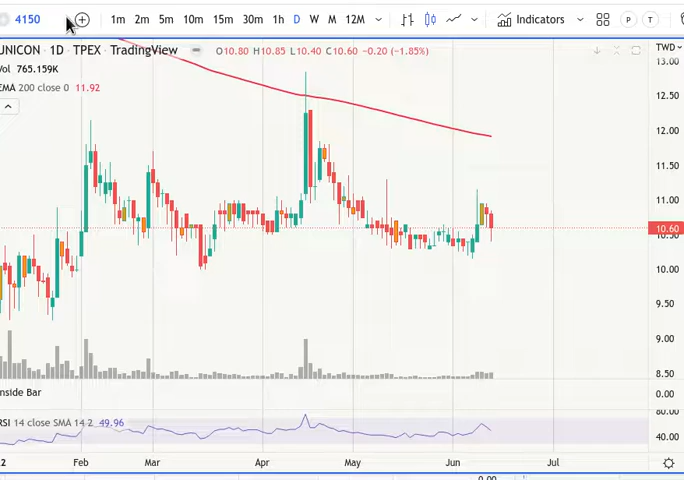 4150 1m 2m 5m 10m 15m 30m 1h D W M 12M Indicators P T
UNICON · 1D · TPEX · TradingView O10.80 H10.85 L10.40 C10.60 −0.20 (−1.85%) TWD
Vol 765.159K
EMA 200 close 0 11.92
13.00
12.50
12.00
11.50
11.00
10.60
10.50
10.00
9.50
9.00
8.50
nside Bar 0.00
RSI 14 close SMA 14 2 49.96
80.00
40.00
2 Feb Mar Apr May Jun Jul
0.00